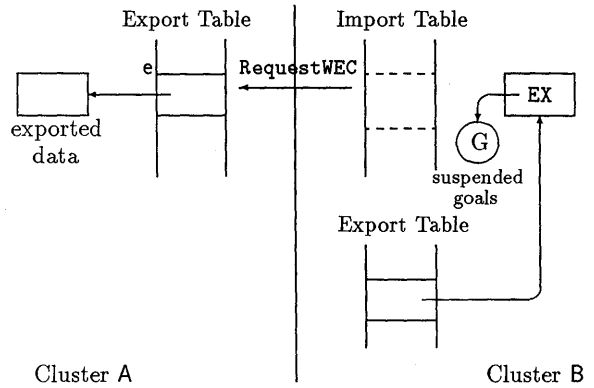 Export Table
Import Table
e
RequestWEC
EX
exported
data
G
suspended
goals
Export Table
Cluster A
Cluster B